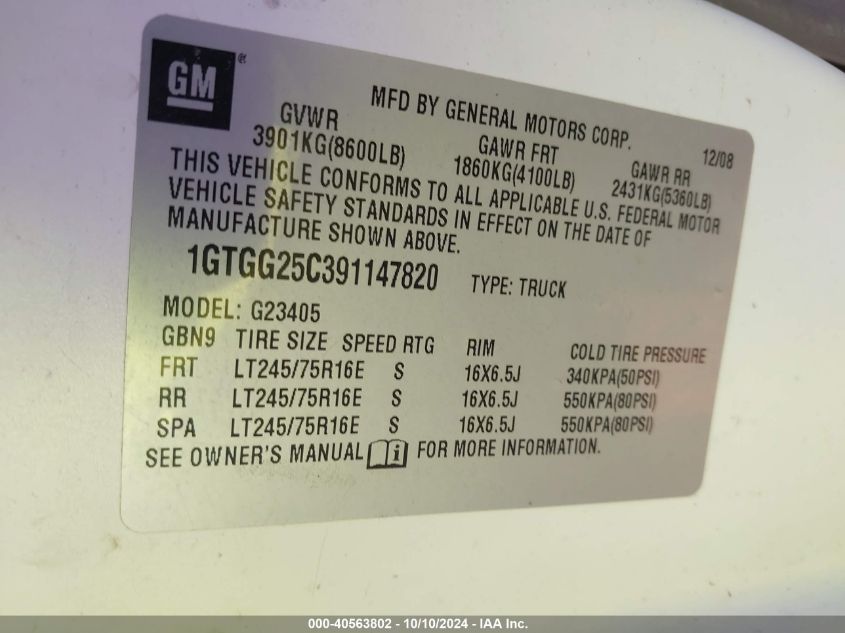 GM ®
MFD BY GENERAL MOTORS CORP. 12/08
GVWR GAWR FRT GAWR RR
3901KG(8600LB) 1860KG(4100LB) 2431KG(5360LB)
THIS VEHICLE CONFORMS TO ALL APPLICABLE U.S. FEDERAL MOTOR
VEHICLE SAFETY STANDARDS IN EFFECT ON THE DATE OF
MANUFACTURE SHOWN ABOVE.
1GTGG25C391147820 TYPE: TRUCK
MODEL: G23405
GBN9 TIRE SIZE SPEED RTG RIM COLD TIRE PRESSURE
FRT LT245/75R16E S 16X6.5J 340KPA(50PSI)
RR LT245/75R16E S 16X6.5J 550KPA(80PSI)
SPA LT245/75R16E S 16X6.5J 550KPA(80PSI)
SEE OWNER'S MANUAL i FOR MORE INFORMATION.
000-40563802 - 10/10/2024 - IAA Inc.